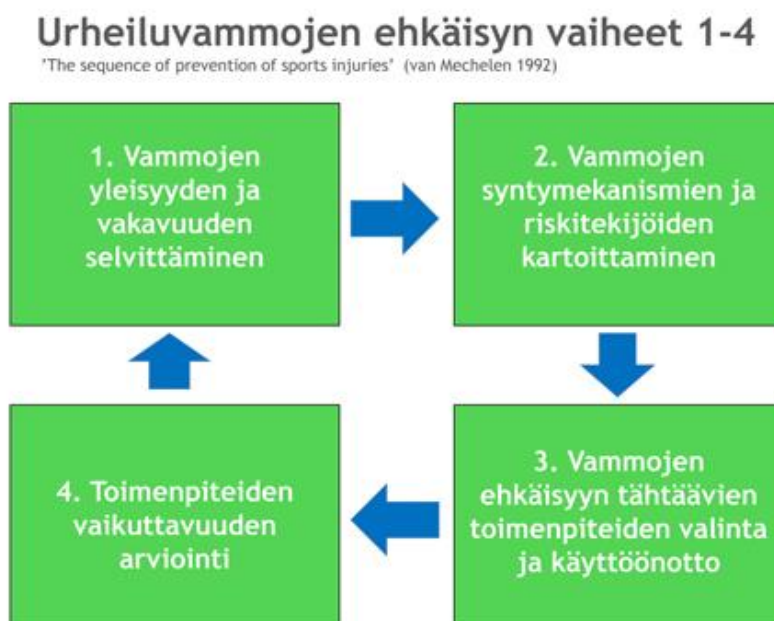 Urheiluvammojen ehkäisyn vaiheet 1-4
'The sequence of prevention of sports injuries' (van Mechelen 1992)
1. Vammojen
yleisyyden ja
vakavuuden
selvittäminen
2. Vammojen
syntymekanismien ja
riskitekijöiden
kartoittaminen
3. Vammojen
ehkäisyyn tähtäävien
toimenpiteiden valinta
ja käyttöönotto
4. Toimenpiteiden
vaikuttavuuden
arviointi